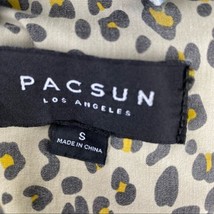 PACSUN
LOS ANGELES
S
MADE IN CHINA